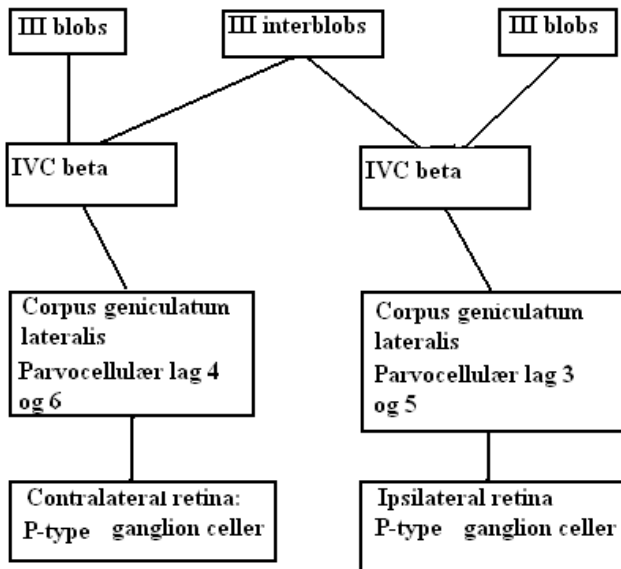 III blobs
III interblobs
III blobs
IVC beta
IVC beta
Corpus geniculatum
lateralis
Parvocellulær lag 4
og 6
Corpus geniculatum
lateralis
Parvocellulær lag 3
og 5
Contralateral retina:
P-type ganglion celler
Ipsilateral retina
P-type ganglion celler